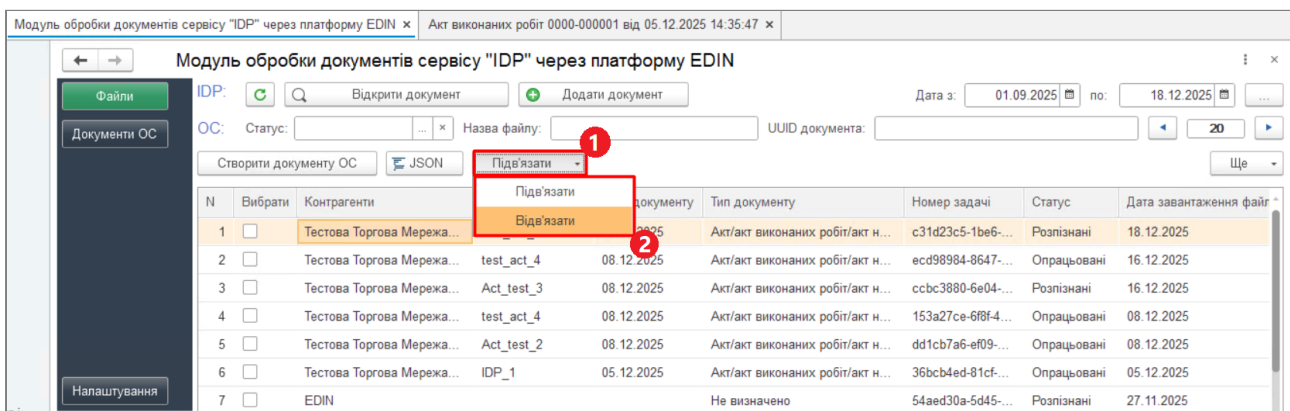 Модуль обробки документів сервісу "IDP" через платформу EDIN × Акт виконаних робіт 0000-000001 від 05.12.2025 14:35:47 ×
← → Модуль обробки документів сервісу "IDP" через платформу EDIN
Файли IDP: Відкрити документ Додати документ Дата з: 01.09.2025 по: 18.12.2025 ...
Документи ОС ОС: Статус: ... × Назва файлу: UUID документа: 20
1
Створити документу ОС JSON Підв'язати Ще
Підв'язати
Відв'язати
2
N Вибрати Контрагенти документу Тип документу Номер задачі Статус Дата завантаження файл
1 Тестова Торгова Мережа... Акт/акт виконаних робіт/акт н... c31d23c5-1be6-... Розпізнані 18.12.2025
2 Тестова Торгова Мережа... test_act_4 08.12.2025 Акт/акт виконаних робіт/акт н... ecd98984-8647-... Опрацьовані 16.12.2025
3 Тестова Торгова Мережа... Act_test_3 08.12.2025 Акт/акт виконаних робіт/акт н... ccbc3880-6e04-... Розпізнані 16.12.2025
4 Тестова Торгова Мережа... test_act_4 08.12.2025 Акт/акт виконаних робіт/акт н... 153a27ce-6f8f-4... Опрацьовані 08.12.2025
5 Тестова Торгова Мережа... Act_test_2 08.12.2025 Акт/акт виконаних робіт/акт н... dd1cb7a6-ef09-... Опрацьовані 08.12.2025
6 Тестова Торгова Мережа... IDP_1 05.12.2025 Акт/акт виконаних робіт/акт н... 36bcb4ed-81cf-... Опрацьовані 05.12.2025
Налаштування
7 EDIN Не визначено 54aed30a-5d45-... Розпізнані 27.11.2025